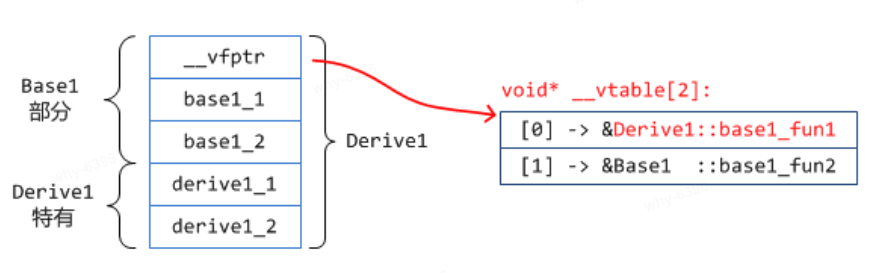 __vfptr
Base1
部分
base1_1
base1_2
Derive1
Derive1
特有
derive1_1
derive1_2
void* __vtable[2]:
[0] -> &Derive1::base1_fun1
[1] -> &Base1  ::base1_fun2